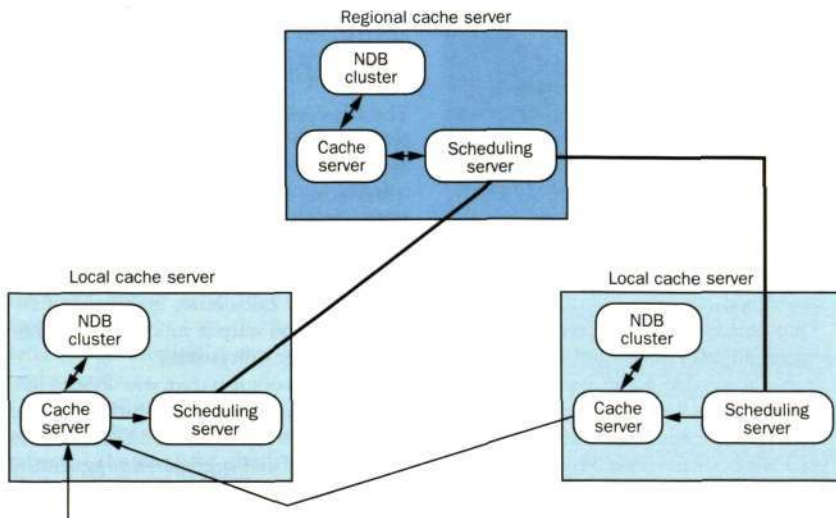 Regional cache server
NDB
cluster
Cache
server
Scheduling
server
Local cache server
NDB
cluster
Cache
server
Scheduling
server
Local cache server
NDB
cluster
Cache
server
Scheduling
server